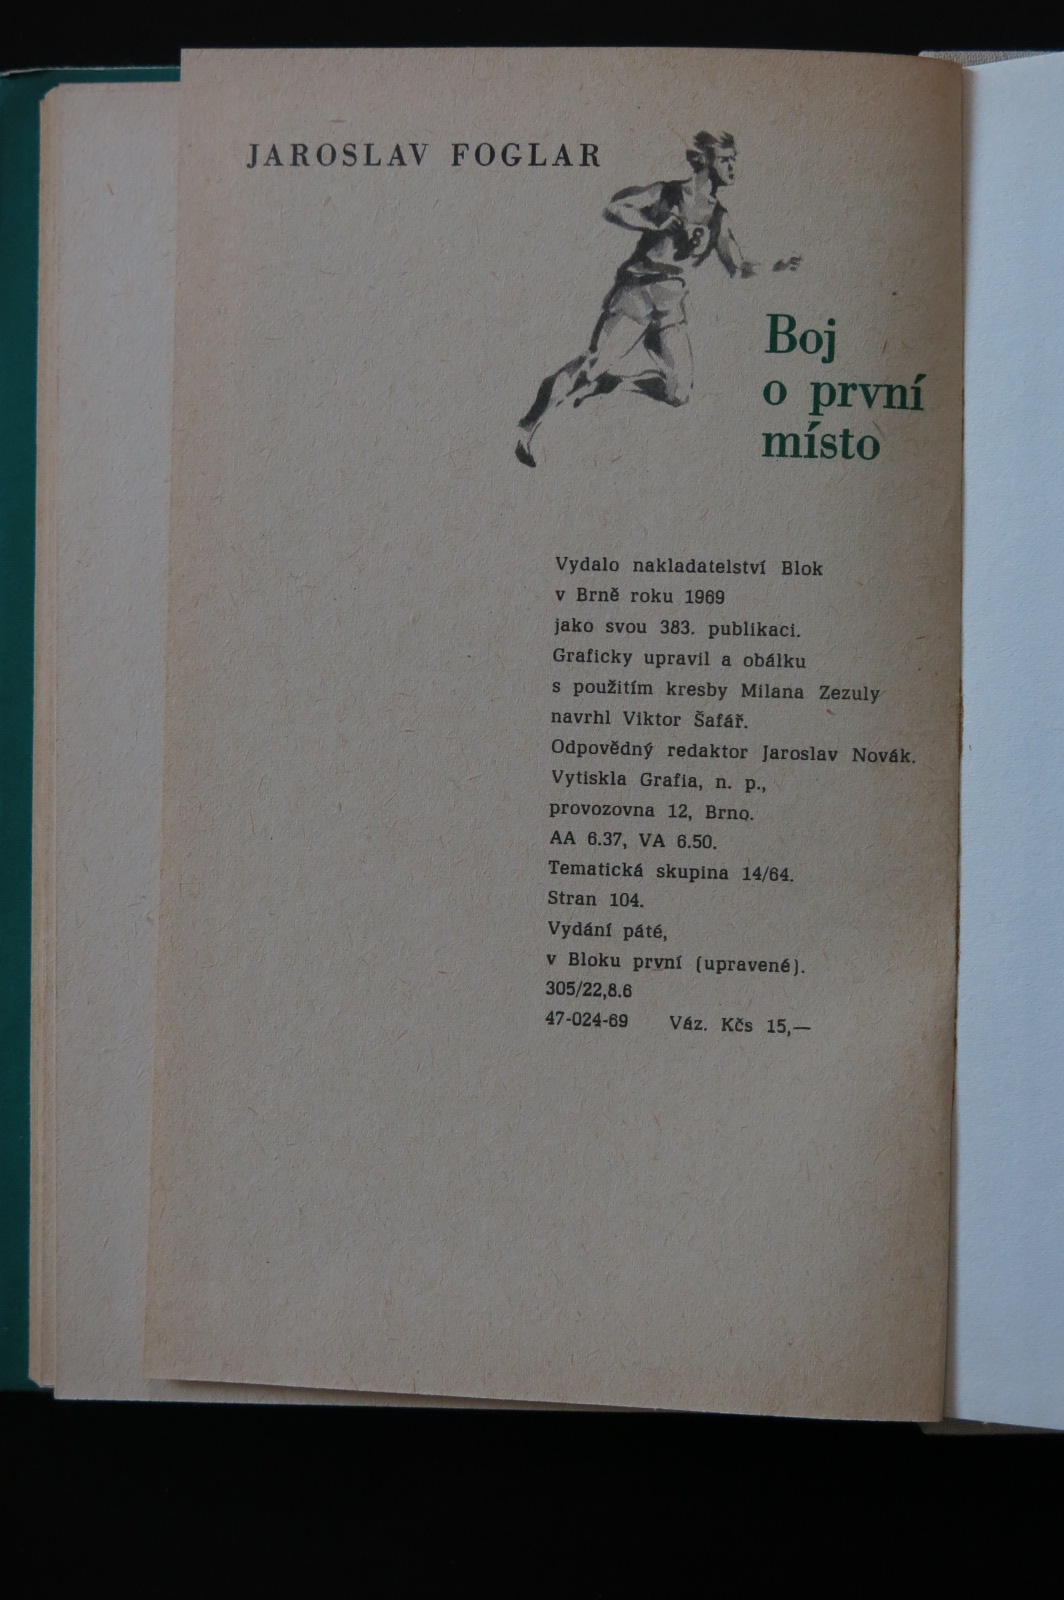 JAROSLAV FOGLAR
8
Boj
o první
místo
Vydalo nakladatelství Blok
v Brně roku 1969
jako svou 383. publikaci.
Graficky upravil a obálku
s použitím kresby Milana Zezuly
navrhl Viktor Šafář.
Odpovědný redaktor Jaroslav Novák.
Vytiskla Grafia, n. p.,
provozovna 12, Brno.
AA 6.37, VA 6.50.
Tematická skupina 14/64.
Stran 104.
Vydání páté,
v Bloku první (upravené).
305/22,8.6
47-024-69 Váz. Kčs 15,—